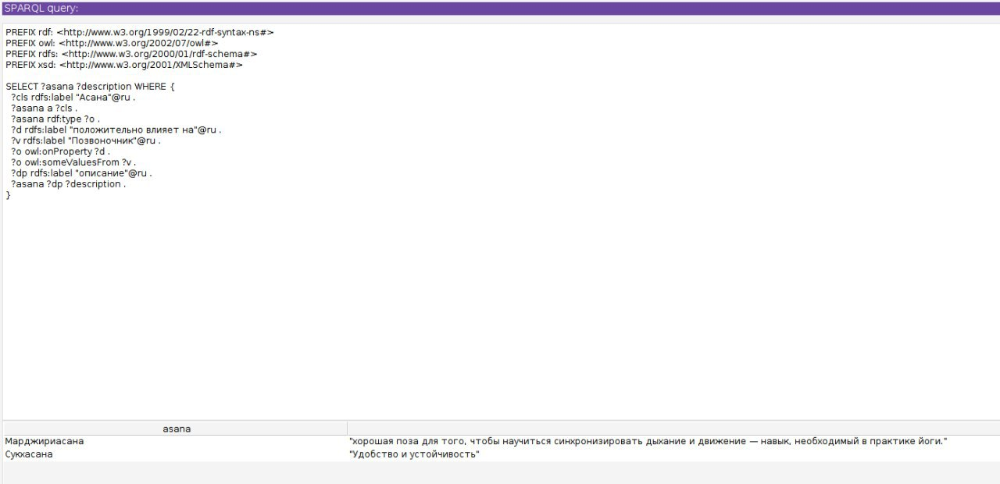 SPARQL query:
PREFIX rdf: <http://www.w3.org/1999/02/22-rdf-syntax-ns#>
PREFIX owl: <http://www.w3.org/2002/07/owl#>
PREFIX rdfs: <http://www.w3.org/2000/01/rdf-schema#>
PREFIX xsd: <http://www.w3.org/2001/XMLSchema#>
SELECT ?asana ?description WHERE {
?cls rdfs:label "Асана"@ru .
?asana a ?cls .
?asana rdf:type ?o .
?d rdfs:label "положительно влияет на"@ru .
?v rdfs:label "Позвоночник"@ru .
?o owl:onProperty ?d .
?o owl:someValuesFrom ?v .
?dp rdfs:label "описание"@ru .
?asana ?dp ?description .
}
asana
Марджириасана "хорошая поза для того, чтобы научиться синхронизировать дыхание и движение — навык, необходимый в практике йоги."
Сукхасана "Удобство и устойчивость"